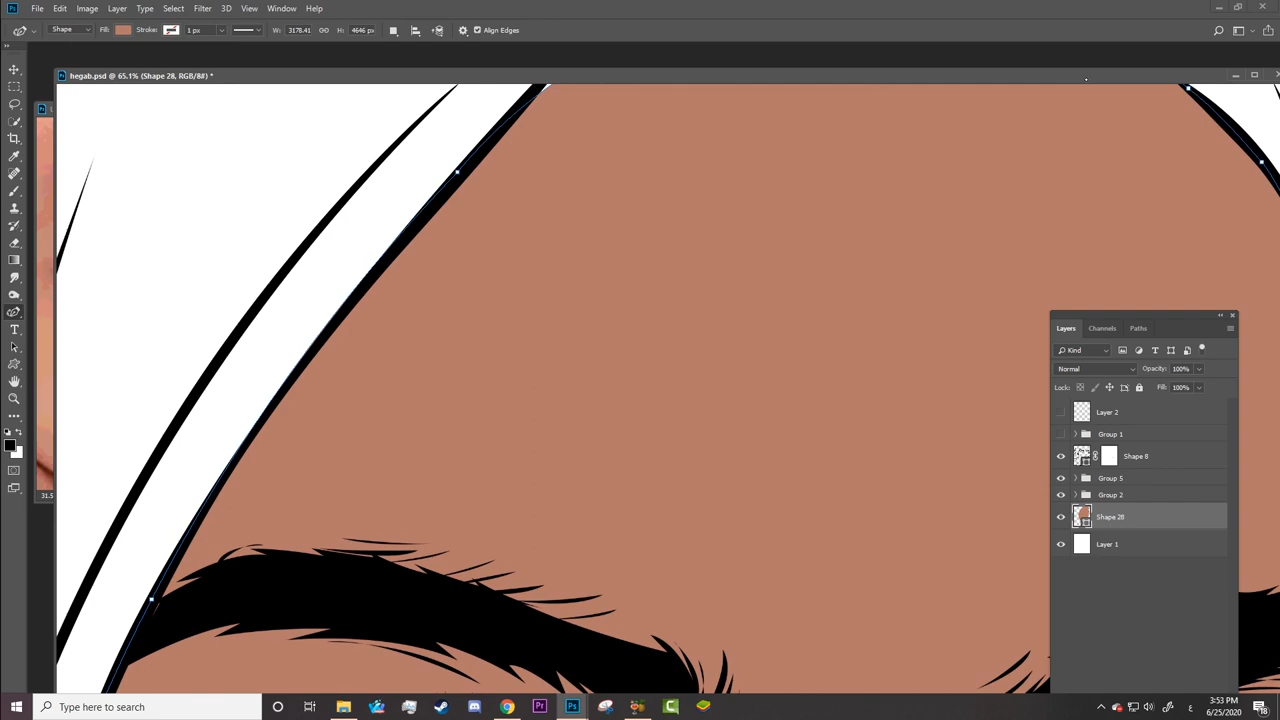 File Edit Image Layer Type Select Filter 3D View Window Help
Shape Fill: Stroke: 1 px W: 3178.41 H: 4646 px Align Edges
hegab.psd @ 65.1% (Shape 28, RGB/8#) *
Layers Channels Paths
Kind
Normal Opacity: 100%
Lock: Fill: 100%
Layer 2
Group 1
Shape 8
Group 5
Group 2
Shape 28
Layer 1
31.5
Type here to search
3:53 PM
6/25/2020
18